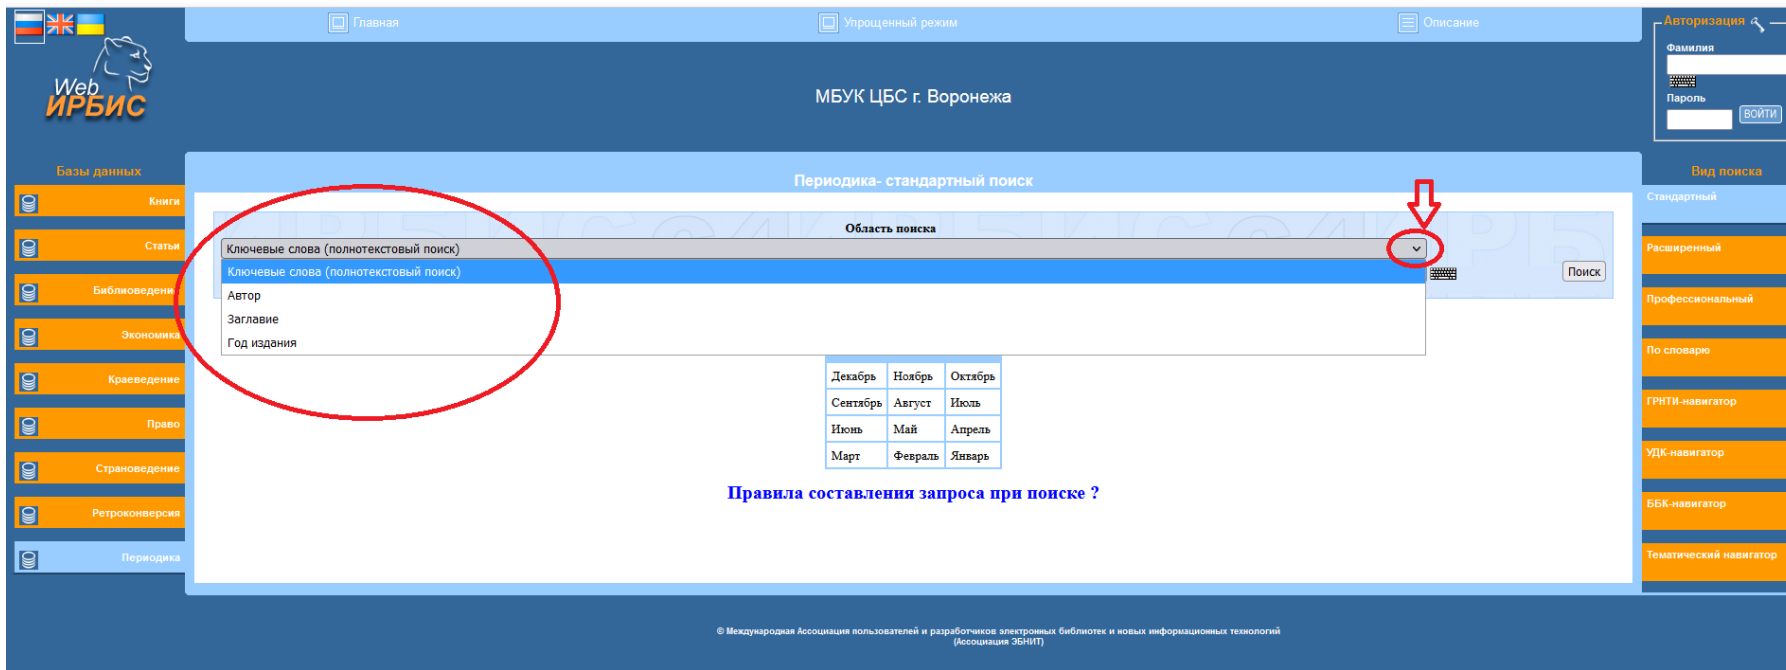 Главная
Упрощенный режим
Описание
Авторизация
Фамилия
Пароль
ВОЙТИ
Web
ИРБИС
МБУК ЦБС г. Воронежа
Базы данных
Книги
Статьи
Библиоведени
Экономика
Краеведение
Право
Страноведение
Ретроконверсия
Периодика
Периодика- стандартный поиск
Область поиска
Ключевые слова (полнотекстовый поиск)
Ключевые слова (полнотекстовый поиск)
Автор
Заглавие
Год издания
Поиск
Декабрь Ноябрь Октябрь
Сентябрь Август Июль
Июнь Май Апрель
Март Февраль Январь
Правила составления запроса при поиске ?
Вид поиска
Стандартный
Расширенный
Профессиональный
По словарю
ГРНТИ-навигатор
УДК-навигатор
ББК-навигатор
Тематический навигатор
© Международная Ассоциация пользователей и разработчиков электронных библиотек и новых информационных технологий
(Ассоциация ЭБНИТ)